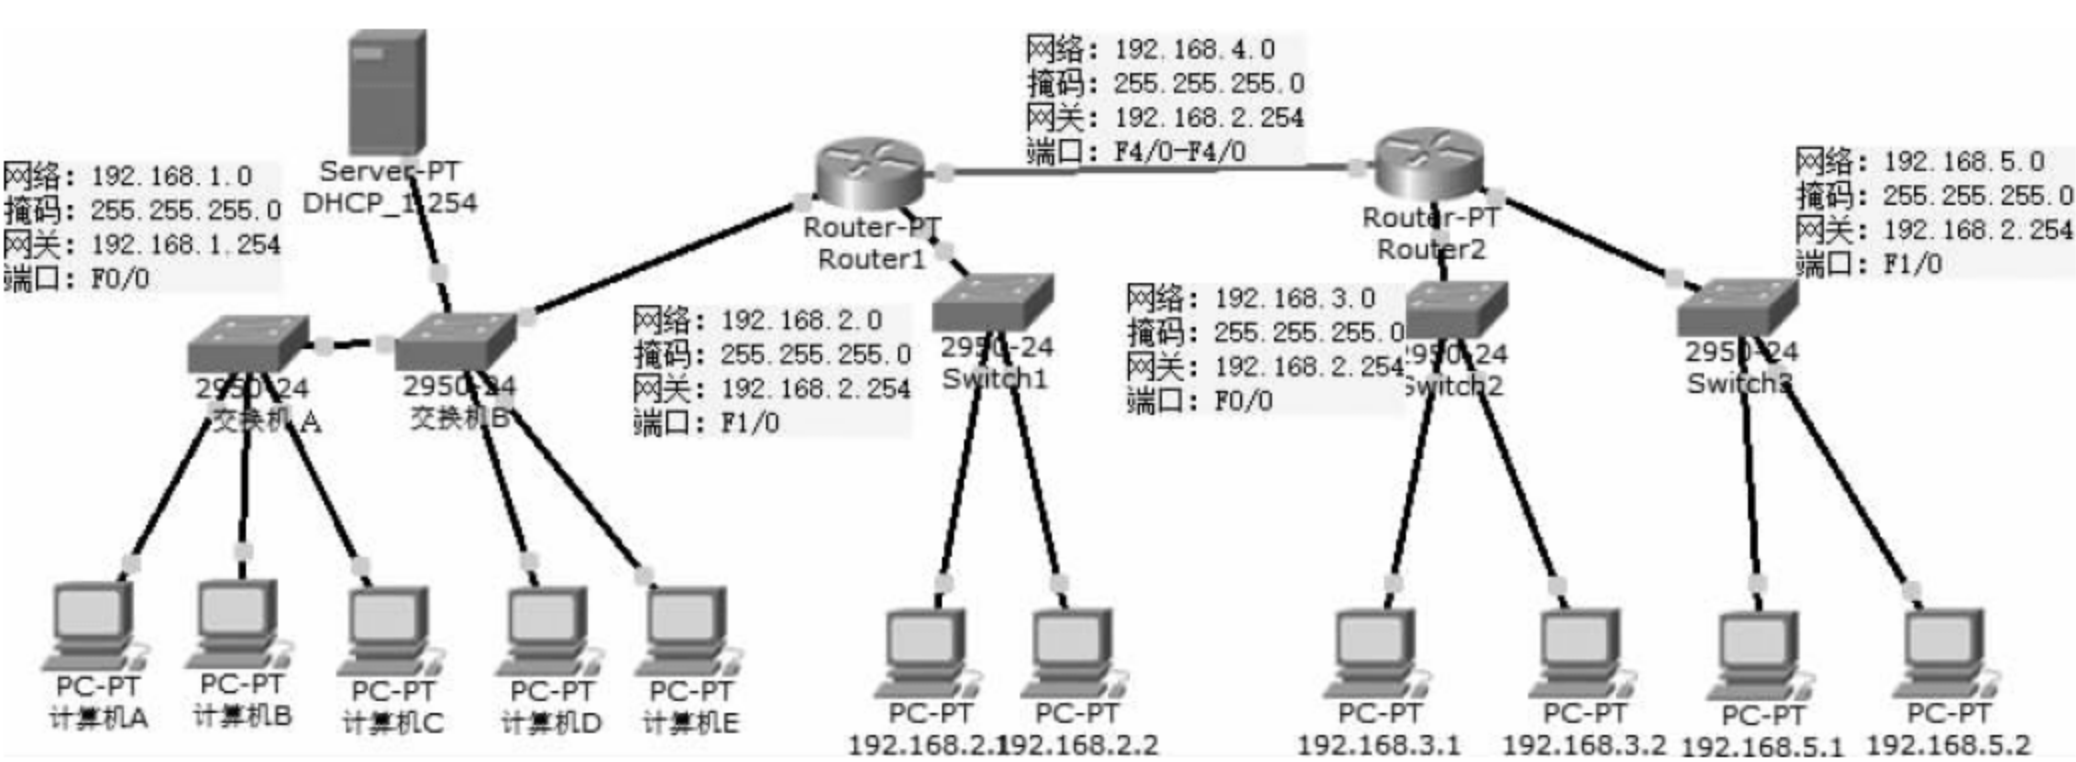 网络: 192.168.1.0
掩码: 255.255.255.0
网关: 192.168.1.254
端口: F0/0
Server-PT
DHCP_1.254
网络: 192.168.4.0
掩码: 255.255.255.0
网关: 192.168.2.254
端口: F4/0-F4/0
Router-PT
Router1
Router-PT
Router2
网络: 192.168.5.0
掩码: 255.255.255.0
网关: 192.168.2.254
端口: F1/0
2950-24
交换机 A
2950-24
交换机B
网络: 192.168.2.0
掩码: 255.255.255.0
网关: 192.168.2.254
端口: F1/0
2950-24
Switch1
网络: 192.168.3.0
掩码: 255.255.255.0
网关: 192.168.2.254
端口: F0/0
2950-24
Switch2
2950-24
Switch3
PC-PT
计算机A
PC-PT
计算机B
PC-PT
计算机C
PC-PT
计算机D
PC-PT
计算机E
PC-PT
192.168.2.1
PC-PT
192.168.2.2
PC-PT
192.168.3.1
PC-PT
192.168.3.2
PC-PT
192.168.5.1
PC-PT
192.168.5.2